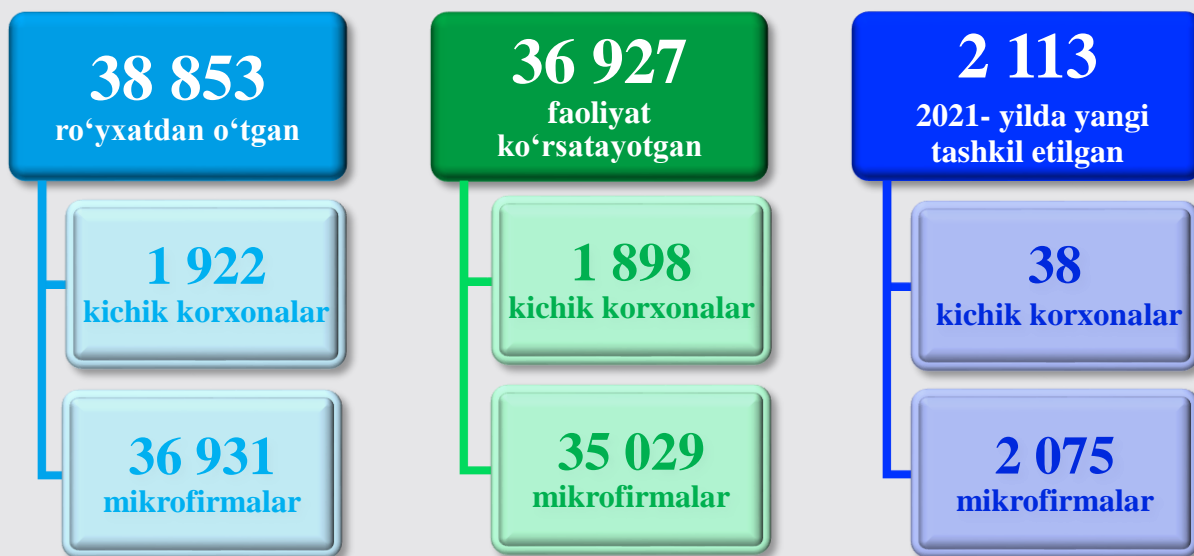 38 853
ro‘yxatdan o‘tgan
1 922
kichik korxonalar
36 931
mikrofirmalar
36 927
faoliyat
ko‘rsatayotgan
1 898
kichik korxonalar
35 029
mikrofirmalar
2 113
2021- yilda yangi
tashkil etilgan
38
kichik korxonalar
2 075
mikrofirmalar